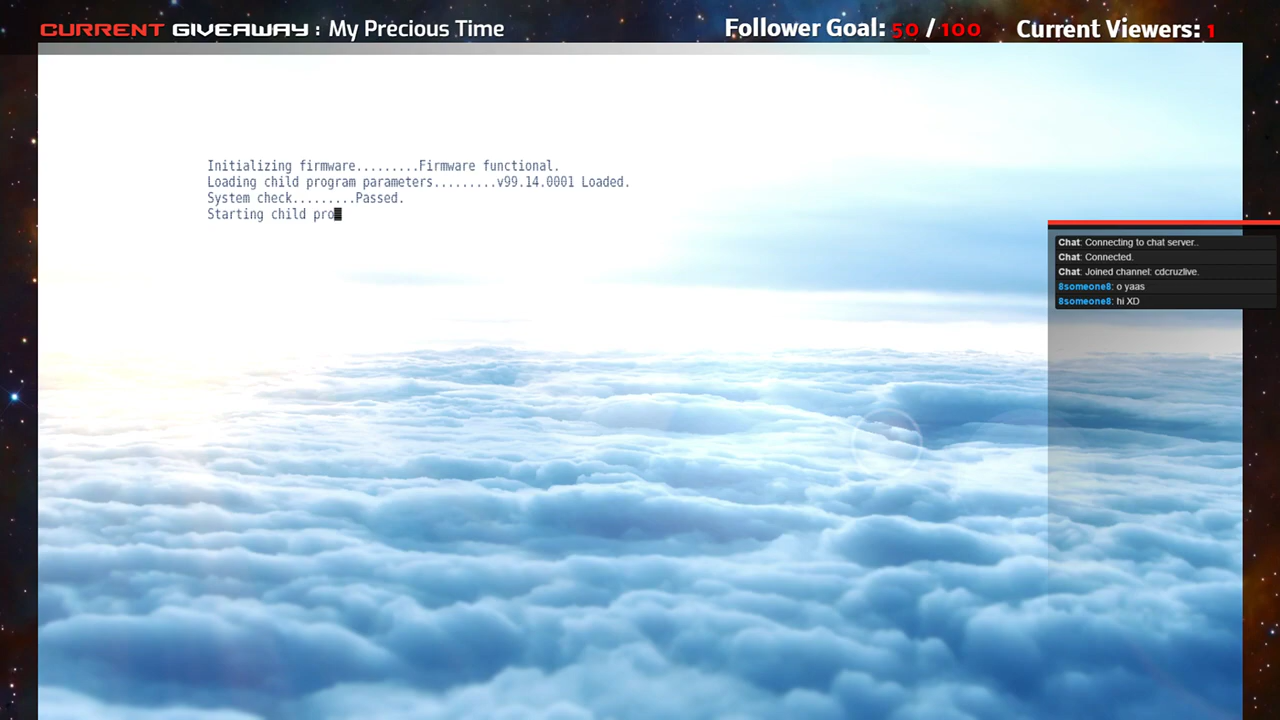 CURRENT GIVEAWAY : My Precious Time
Follower Goal: 50 / 100
Current Viewers: 1
Initializing firmware.........Firmware functional.
Loading child program parameters.........v99.14.0001 Loaded.
System check.........Passed.
Starting child pro
Chat: Connecting to chat server..
Chat: Connected.
Chat: Joined channel: cdcruzlive.
8someone8: o yaas
8someone8: hi XD